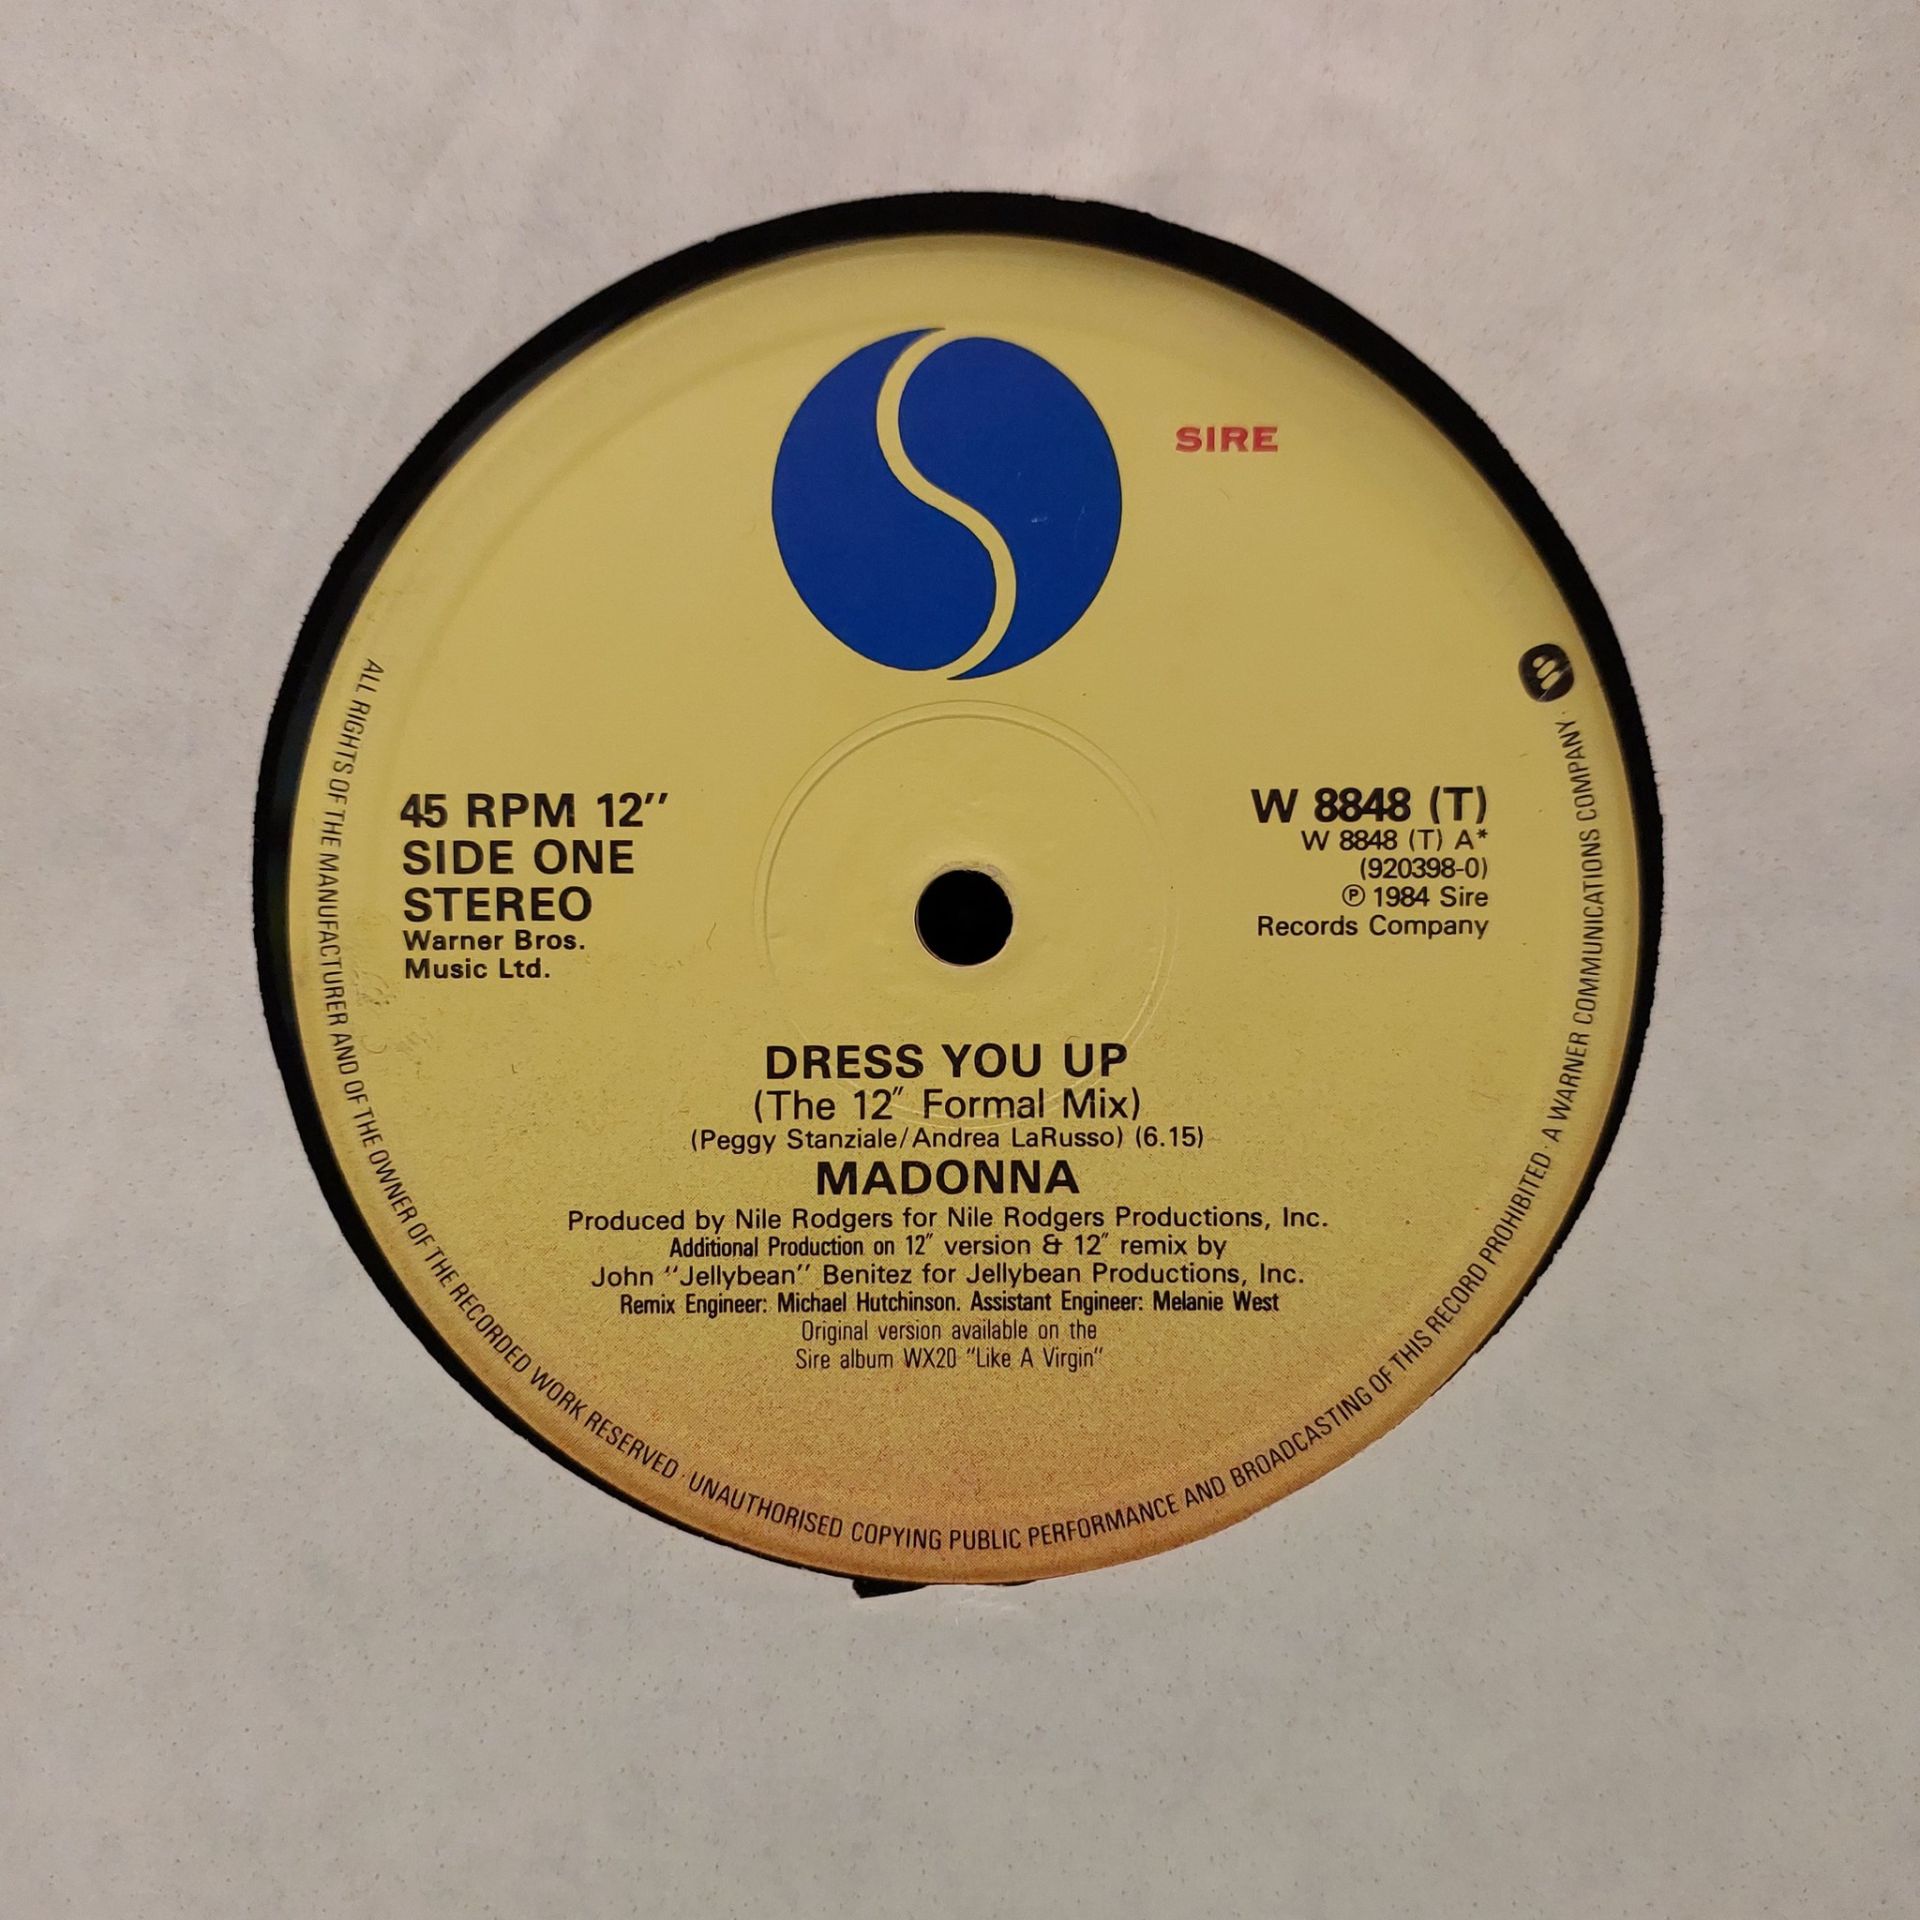 SIRE
45 RPM 12"
SIDE ONE
STEREO
Warner Bros.
Music Ltd.
W 8848 (T)
W 8848 (T) A*
(920398-0)
℗ 1984 Sire
Records Company
DRESS YOU UP
(The 12" Formal Mix)
(Peggy Stanziale/Andrea LaRusso) (6.15)
MADONNA
Produced by Nile Rodgers for Nile Rodgers Productions, Inc.
Additional Production on 12" version & 12" remix by
John "Jellybean" Benitez for Jellybean Productions, Inc.
Remix Engineer: Michael Hutchinson. Assistant Engineer: Melanie West
Original version available on the
Sire album WX20 "Like A Virgin"
ALL RIGHTS OF THE MANUFACTURER AND OF THE OWNER OF THE RECORDED WORK RESERVED · UNAUTHORISED COPYING PUBLIC PERFORMANCE AND BROADCASTING OF THIS RECORD PROHIBITED · A WARNER COMMUNICATIONS COMPANY ·